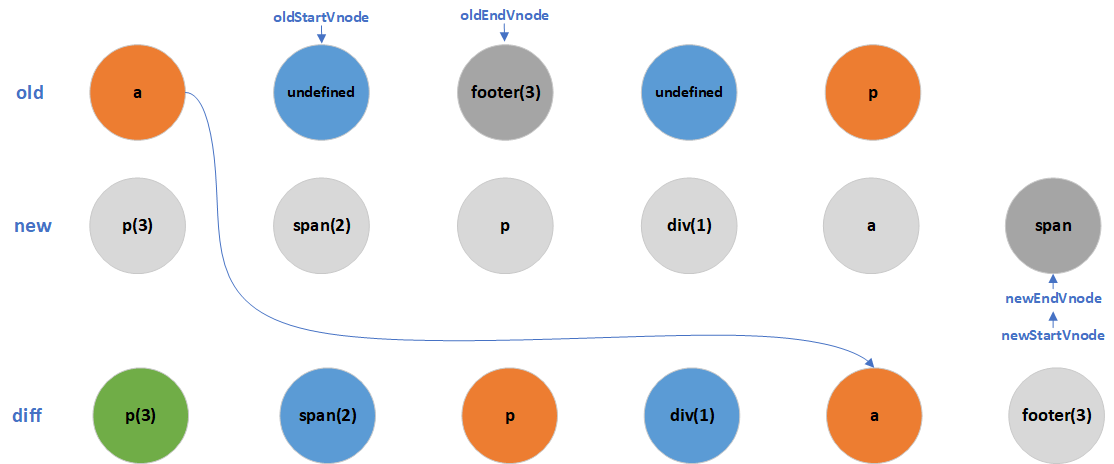 oldStartVnode oldEndVnode
old a undefined footer(3) undefined p
new p(3) span(2) p div(1) a span
newEndVnode
newStartVnode
diff p(3) span(2) p div(1) a footer(3)